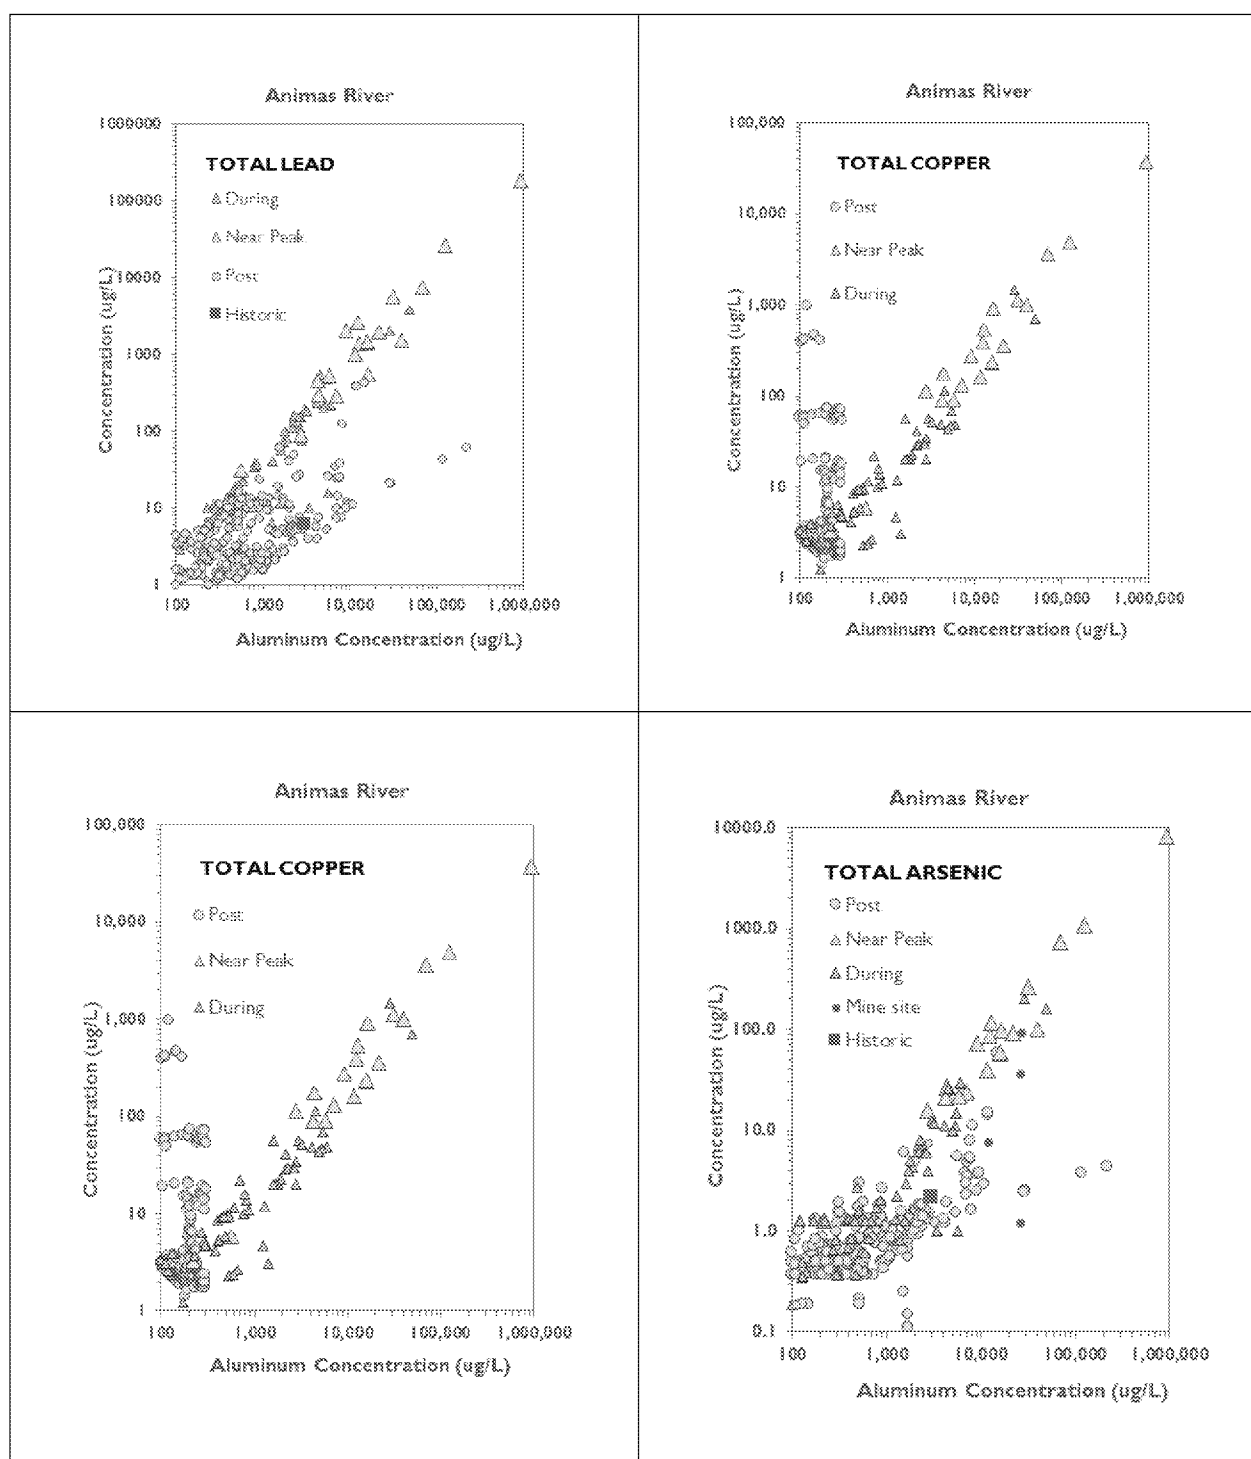 Animas River
1000000
TOTAL LEAD
100000
During
Near Peak
10000
Post
Historic
1000
100
10
1
Concentration (ug/L)
100 1,000 10,000 100,000 1,000,000
Aluminum Concentration (ug/L)
Animas River
100,000
TOTAL COPPER
10,000
Post
Near Peak
During
1,000
100
10
1
Concentration (ug/L)
100 1,000 10,000 100,000 1,000,000
Aluminum Concentration (ug/L)
Animas River
100,000
TOTAL COPPER
10,000
Post
Near Peak
During
1,000
100
10
1
Concentration (ug/L)
100 1,000 10,000 100,000 1,000,000
Aluminum Concentration (ug/L)
Animas River
10000.0
TOTAL ARSENIC
Post
1000.0
Near Peak
During
Mine site
100.0
Historic
10.0
1.0
0.1
Concentration (ug/L)
100 1,000 10,000 100,000 1,000,000
Aluminum Concentration (ug/L)